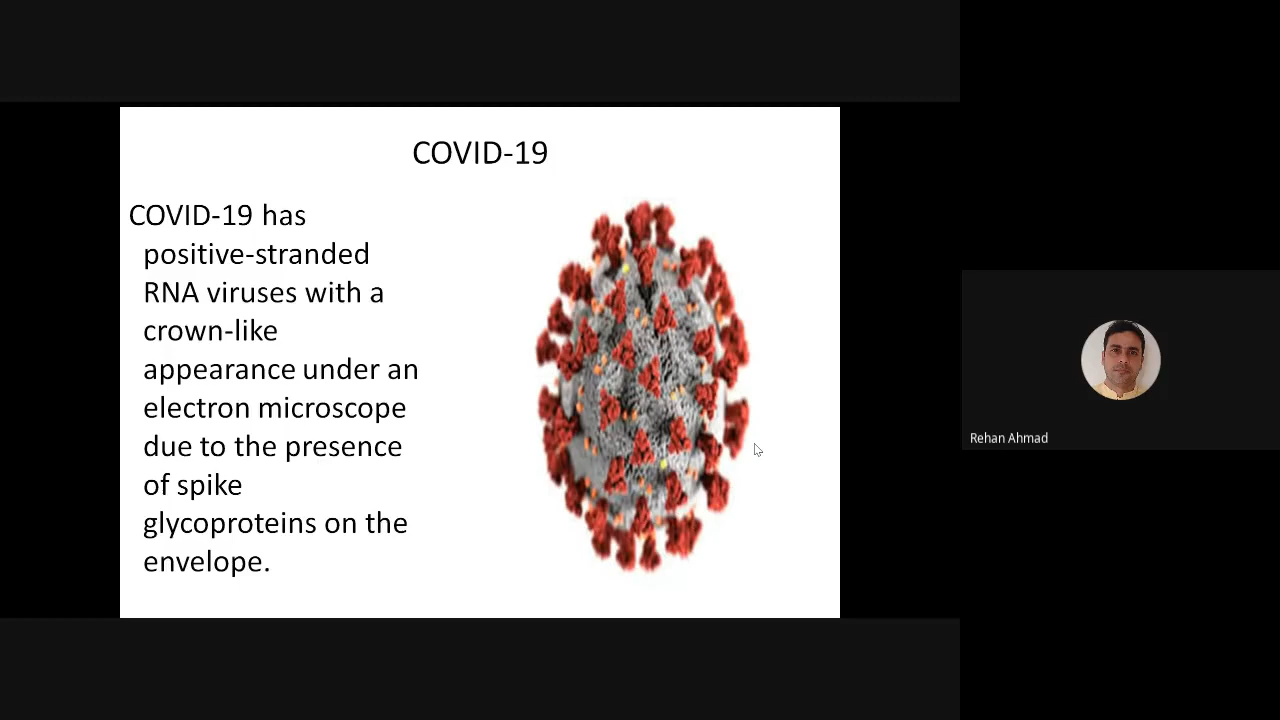 COVID-19
COVID-19 has
positive-stranded
RNA viruses with a
crown-like
appearance under an
electron microscope
due to the presence
of spike
glycoproteins on the
envelope.
Rehan Ahmad